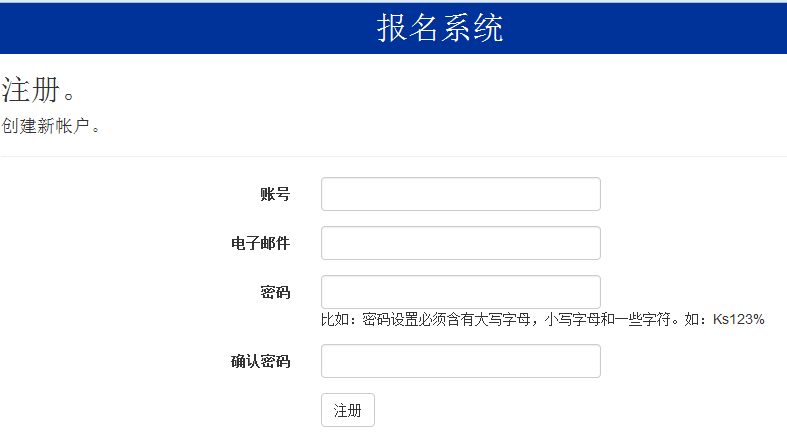 报名系统
注册。
创建新帐户。
账号
电子邮件
密码
比如：密码设置必须含有大写字母，小写字母和一些字符。如：Ks123%
确认密码
注册